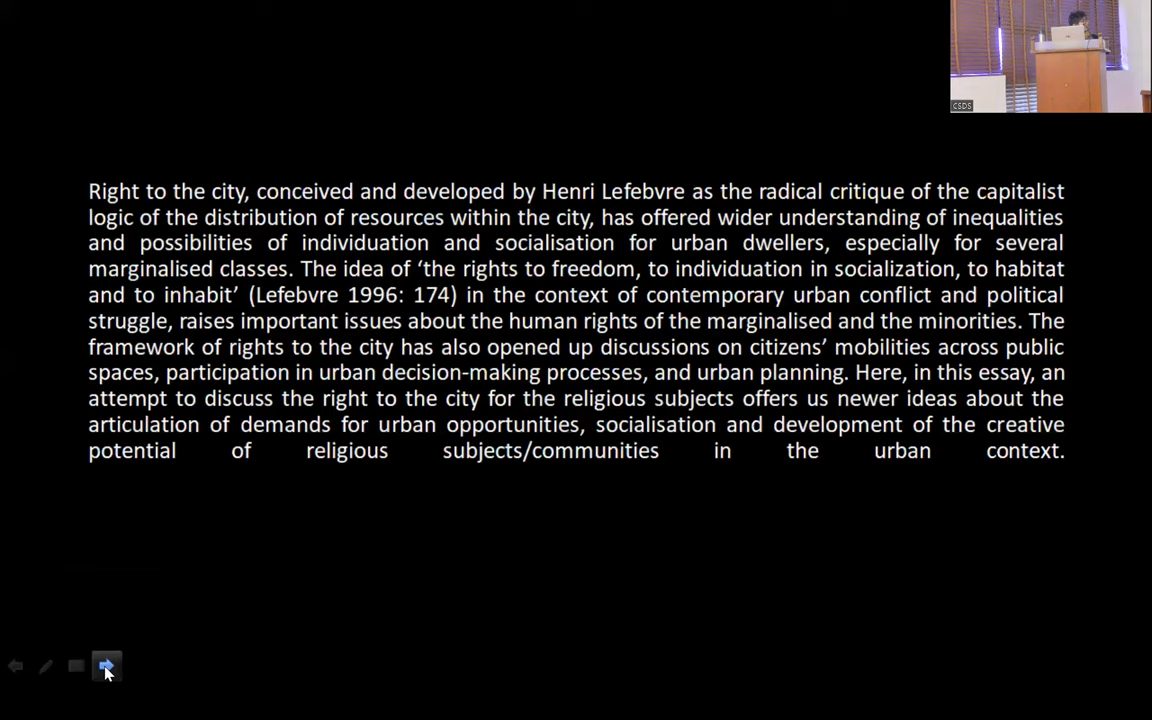 CSDS
Right to the city, conceived and developed by Henri Lefebvre as the radical critique of the capitalist
logic of the distribution of resources within the city, has offered wider understanding of inequalities
and possibilities of individuation and socialisation for urban dwellers, especially for several
marginalised classes. The idea of ‘the rights to freedom, to individuation in socialization, to habitat
and to inhabit’ (Lefebvre 1996: 174) in the context of contemporary urban conflict and political
struggle, raises important issues about the human rights of the marginalised and the minorities. The
framework of rights to the city has also opened up discussions on citizens’ mobilities across public
spaces, participation in urban decision-making processes, and urban planning. Here, in this essay, an
attempt to discuss the right to the city for the religious subjects offers us newer ideas about the
articulation of demands for urban opportunities, socialisation and development of the creative
potential of religious subjects/communities in the urban context.